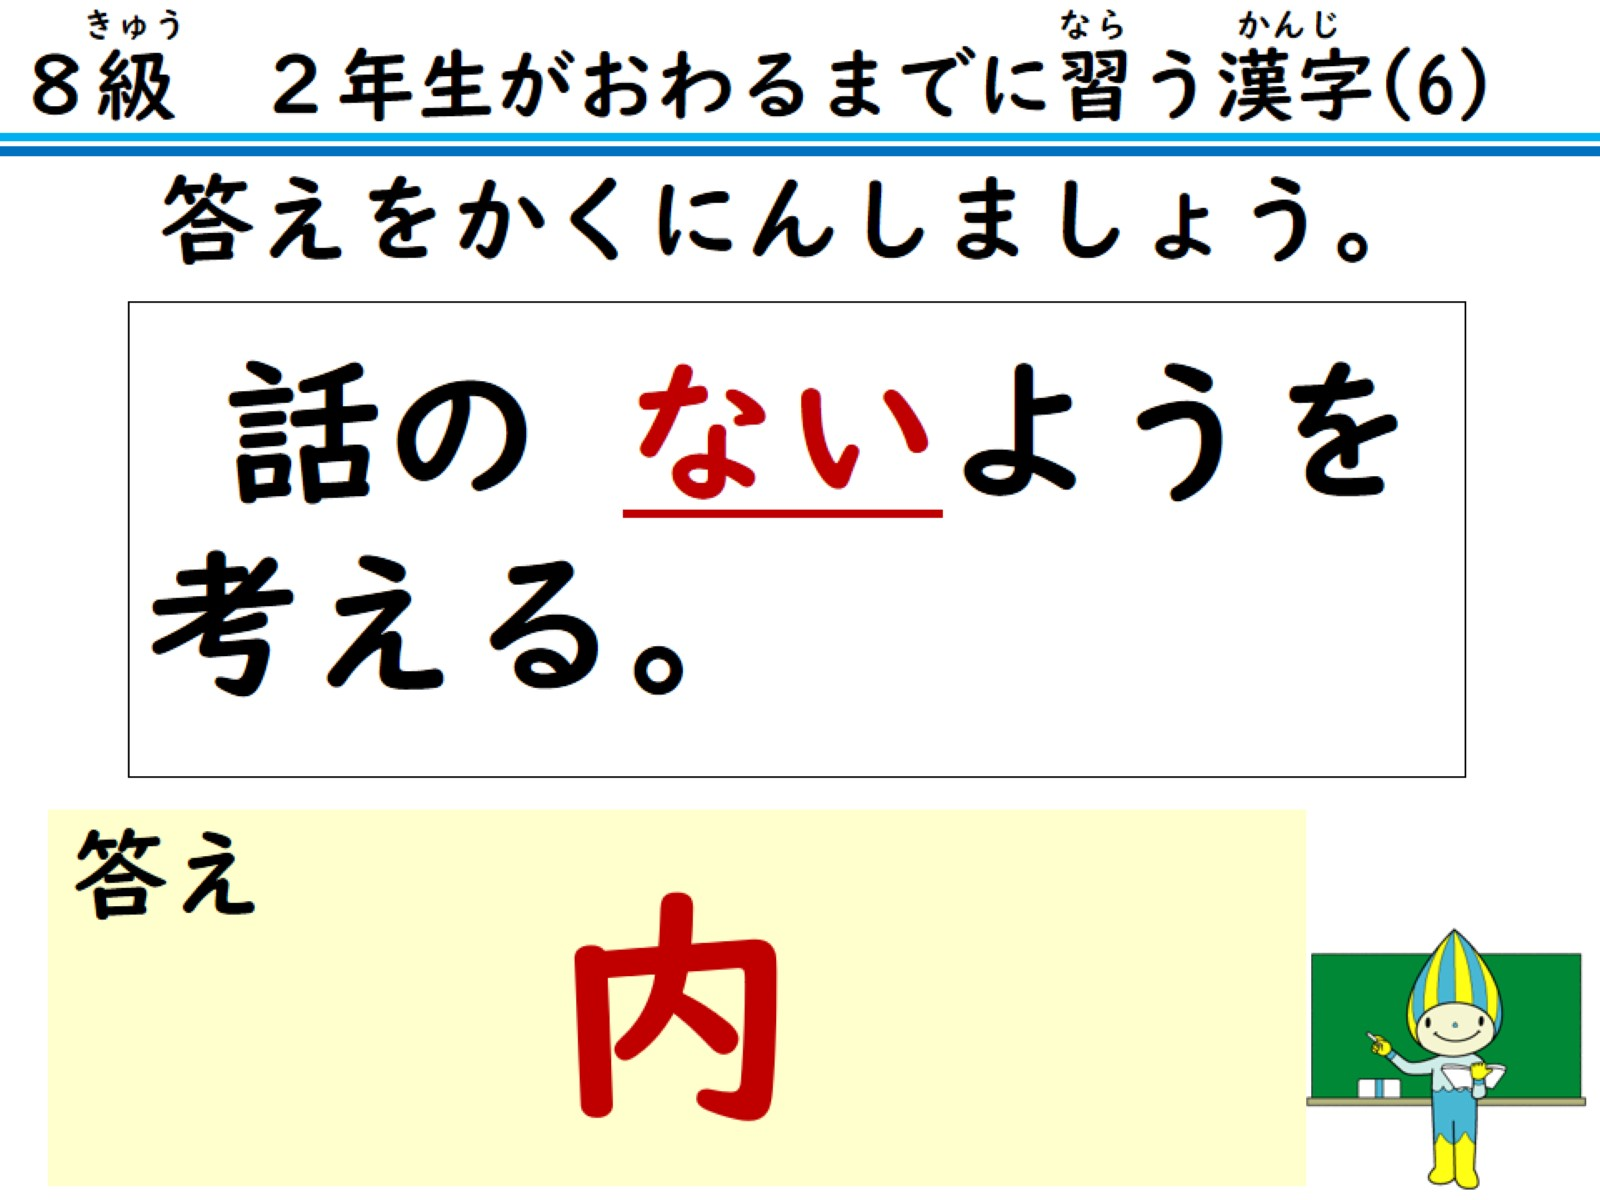 きゅう なら かんじ
８級 ２年生がおわるまでに習う漢字(6)
答えをかくにんしましょう。
話の ないようを
考える。
答え
内